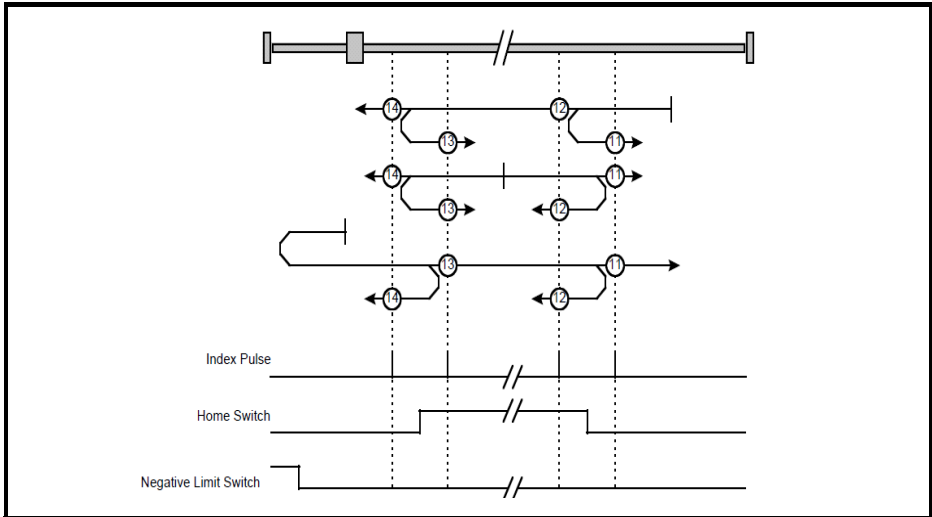 14 12
13 11
14 11
13 12
13 11
14 12
Index Pulse
Home Switch
Negative Limit Switch